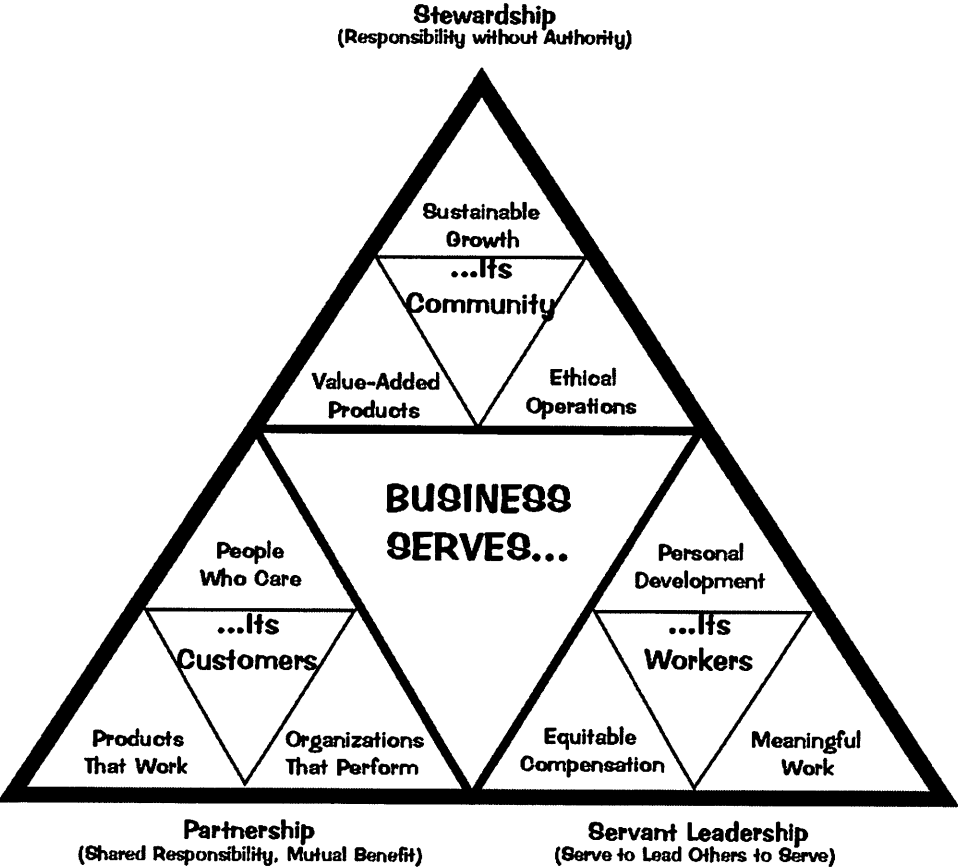 Stewardship
(Responsibility without Authority)
Sustainable
Growth
...Its
Community
Value-Added
Products
Ethical
Operations
BUSINESS
SERVES...
People
Who Care
...Its
Customers
Products
That Work
Organizations
That Perform
Personal
Development
...Its
Workers
Equitable
Compensation
Meaningful
Work
Partnership
(Shared Responsibility, Mutual Benefit)
Servant Leadership
(Serve to Lead Others to Serve)